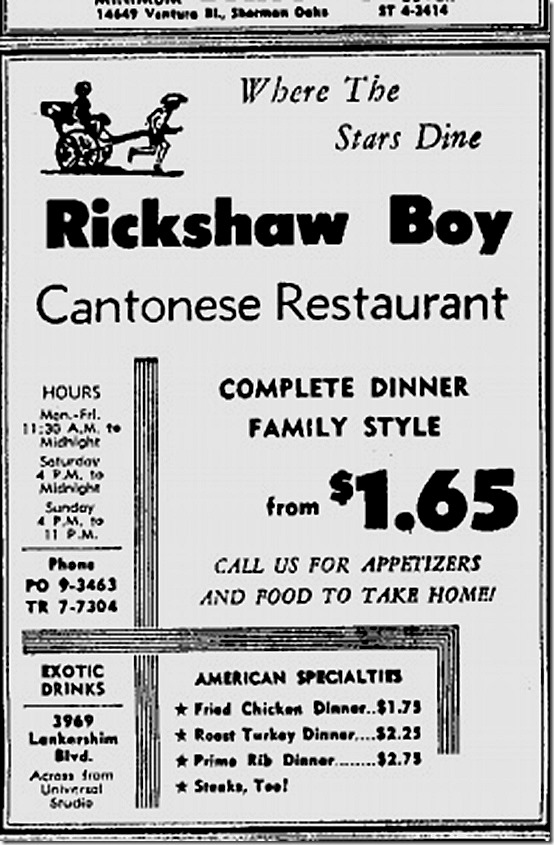 14649 Ventura Bl., Sherman Oaks ST 4-3414
Where The
Stars Dine
Rickshaw Boy
Cantonese Restaurant
HOURS
Mon.-Fri.
11:30 A.M. to
Midnight
Saturday
4 P.M. to
Midnight
Sunday
4 P.M. to
11 P.M.
Phone
PO 9-3463
TR 7-7304
COMPLETE DINNER
FAMILY STYLE
from $1.65
CALL US FOR APPETIZERS
AND FOOD TO TAKE HOME!
EXOTIC
DRINKS
3969
Lankershim
Blvd.
Across from
Universal
Studio
AMERICAN SPECIALTIES
★ Fried Chicken Dinner..$1.75
★ Roast Turkey Dinner....$2.25
★ Prime Rib Dinner........$2.75
★ Steaks, Too!